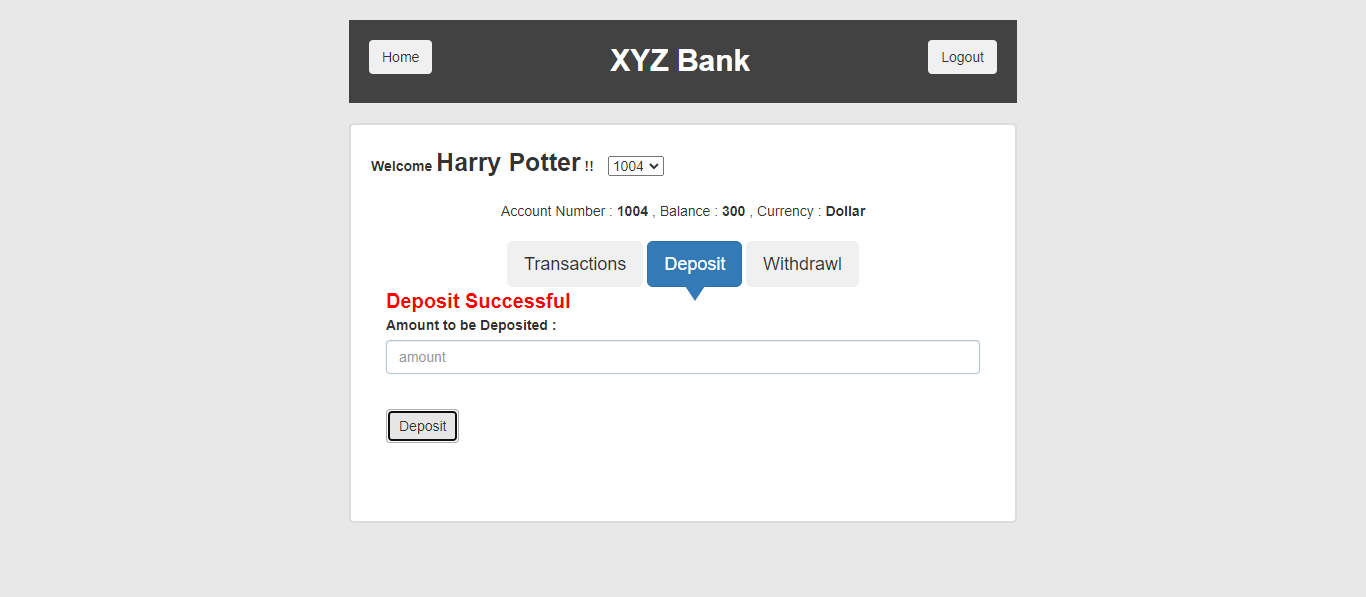 Home XYZ Bank Logout
Welcome Harry Potter !! 1004
Account Number : 1004 , Balance : 300 , Currency : Dollar
Transactions Deposit Withdrawl
Deposit Successful
Amount to be Deposited :
amount
Deposit